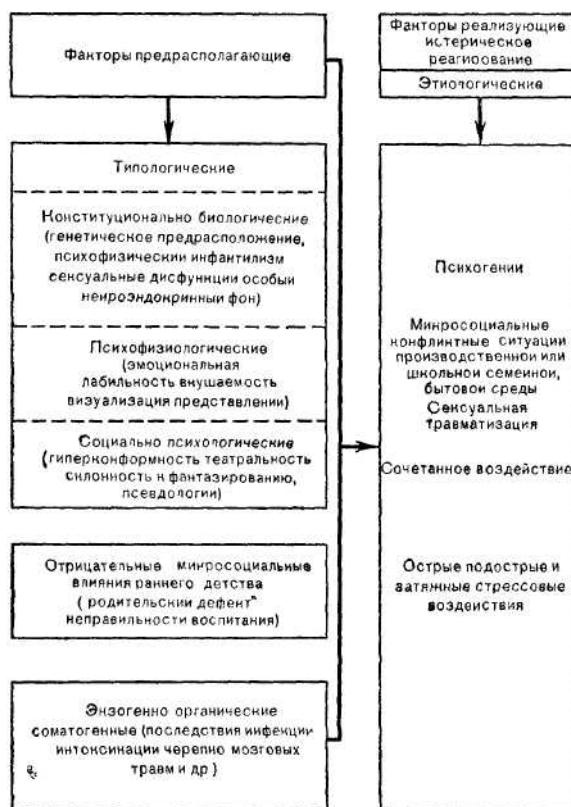 Факторы предрасполагающие
Типологические
Конституционально биологические
(генетическое предрасположение,
психофизический инфантилизм
сексуальные дисфункции особый
нейроэндокринный фон)
Психофизиологические
(эмоциональная
лабильность внушаемость
визуализация представлении)
Социально психологические
(гиперконформность театральность
склонность к фантазированию,
псевдологии)
Отрицательные микросоциальные
влияния раннего детства
( родительский дефект"
неправильности воспитания)
Экзогенно органические
соматогенные (последствия инфекции
интоксикации черепно мозговых
травм и др )
Факторы реализующие
истерическое
реагиоование
Этиологические
Психогении
Микросоциальные
конфликтные ситуации
производственной или
школьной семейной,
бытовой среды
Сексуальная
травматизация
Сочетанное воздействие
Острые подострые и
затяжные стрессовые
воздействия